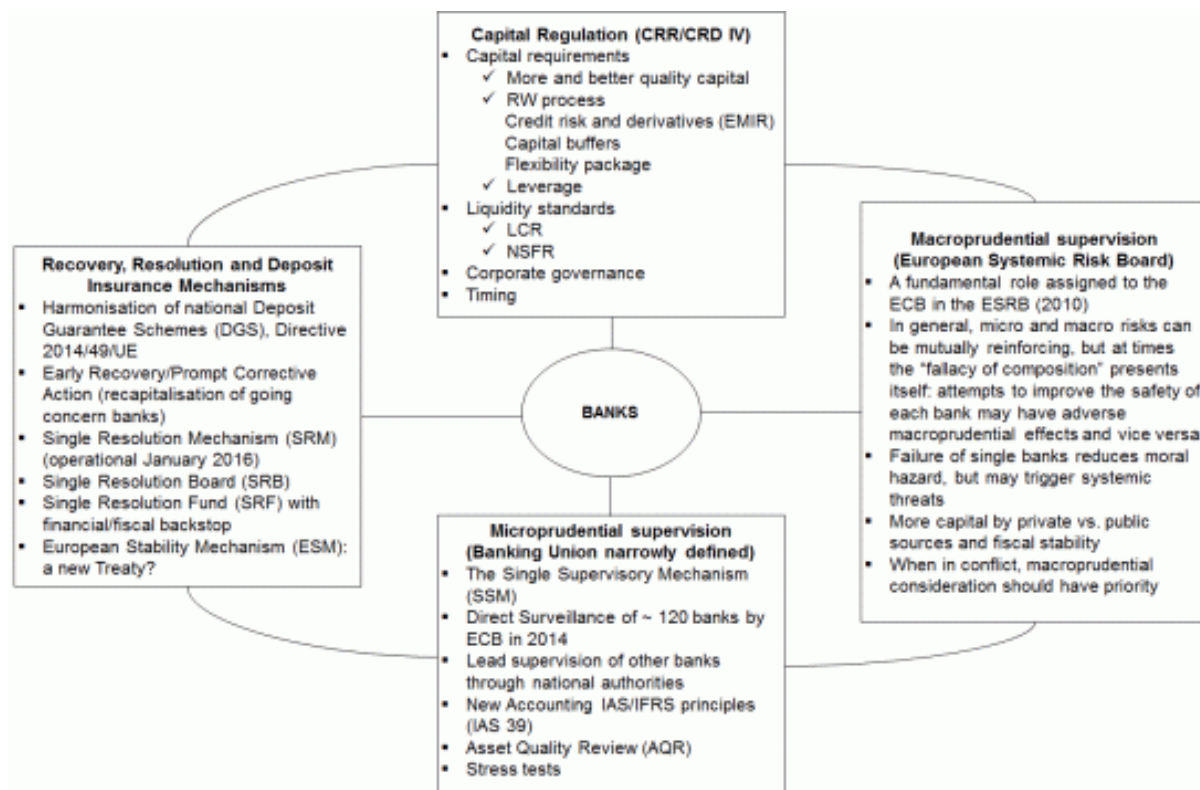 Capital Regulation (CRR/CRD IV)
▪ Capital requirements
✓ More and better quality capital
✓ RW process
Credit risk and derivatives (EMIR)
Capital buffers
Flexibility package
✓ Leverage
▪ Liquidity standards
✓ LCR
✓ NSFR
▪ Corporate governance
▪ Timing
Recovery, Resolution and Deposit
Insurance Mechanisms
▪ Harmonisation of national Deposit
Guarantee Schemes (DGS), Directive
2014/49/UE
▪ Early Recovery/Prompt Corrective
Action (recapitalisation of going
concern banks)
▪ Single Resolution Mechanism (SRM)
(operational January 2016)
▪ Single Resolution Board (SRB)
▪ Single Resolution Fund (SRF) with
financial/fiscal backstop
▪ European Stability Mechanism (ESM):
a new Treaty?
BANKS
Macroprudential supervision
(European Systemic Risk Board)
▪ A fundamental role assigned to the
ECB in the ESRB (2010)
▪ In general, micro and macro risks can
be mutually reinforcing, but at times
the “fallacy of composition” presents
itself: attempts to improve the safety of
each bank may have adverse
macroprudential effects and vice versa
▪ Failure of single banks reduces moral
hazard, but may trigger systemic
threats
▪ More capital by private vs. public
sources and fiscal stability
▪ When in conflict, macroprudential
consideration should have priority
Microprudential supervision
(Banking Union narrowly defined)
▪ The Single Supervisory Mechanism
(SSM)
▪ Direct Surveillance of ~ 120 banks by
ECB in 2014
▪ Lead supervision of other banks
through national authorities
▪ New Accounting IAS/IFRS principles
(IAS 39)
▪ Asset Quality Review (AQR)
▪ Stress tests